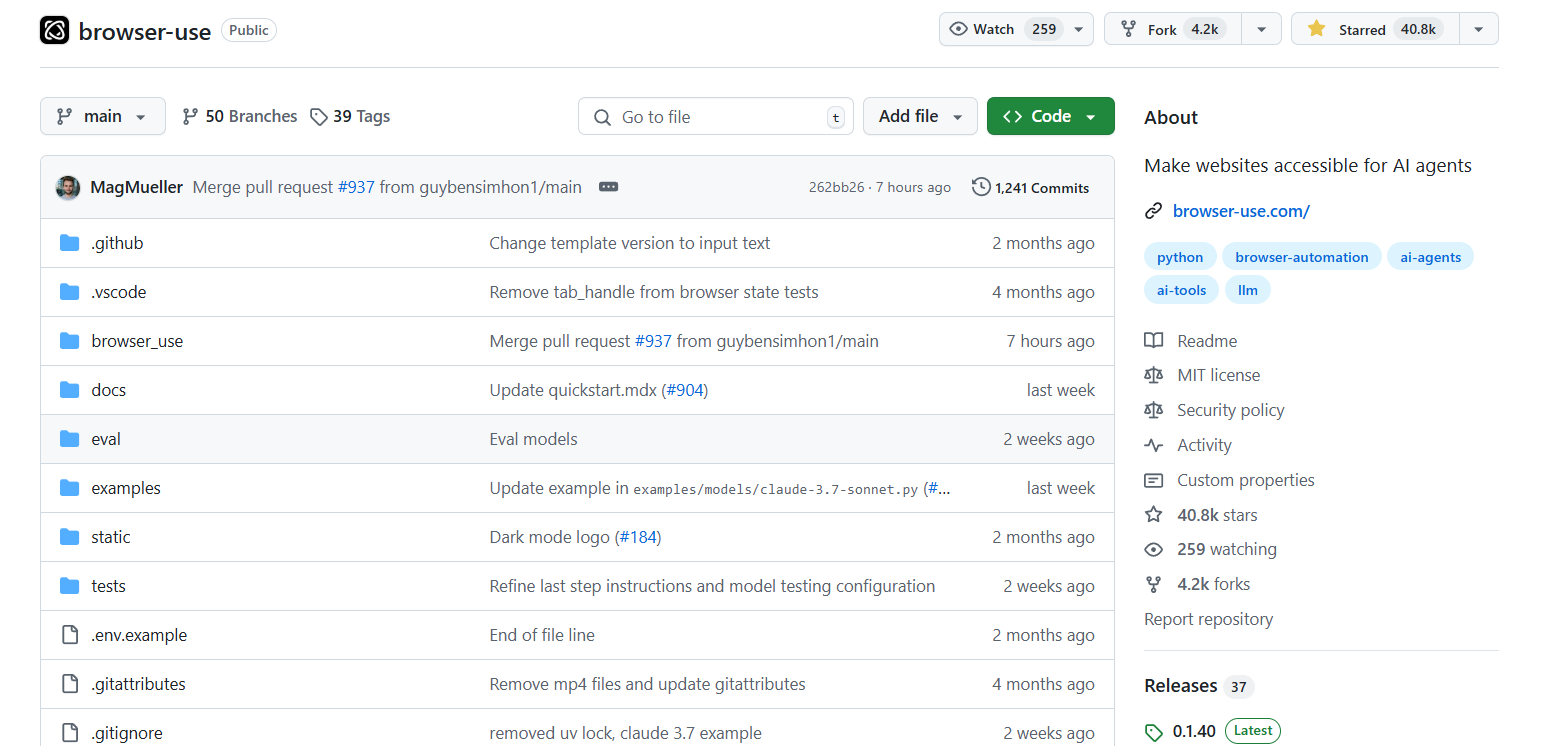 browser-use Public Watch 259 Fork 4.2k Starred 40.8k
main 50 Branches 39 Tags Go to file t Add file Code
MagMueller Merge pull request #937 from guybensimhon1/main 262bb26 · 7 hours ago 1,241 Commits
.github Change template version to input text 2 months ago
.vscode Remove tab_handle from browser state tests 4 months ago
browser_use Merge pull request #937 from guybensimhon1/main 7 hours ago
docs Update quickstart.mdx (#904) last week
eval Eval models 2 weeks ago
examples Update example in examples/models/claude-3.7-sonnet.py (#... last week
static Dark mode logo (#184) 2 months ago
tests Refine last step instructions and model testing configuration 2 weeks ago
.env.example End of file line 2 months ago
.gitattributes Remove mp4 files and update gitattributes 4 months ago
.gitignore removed uv lock, claude 3.7 example 2 weeks ago
About
Make websites accessible for AI agents
browser-use.com/
python browser-automation ai-agents
ai-tools llm
Readme
MIT license
Security policy
Activity
Custom properties
40.8k stars
259 watching
4.2k forks
Report repository
Releases 37
0.1.40 Latest